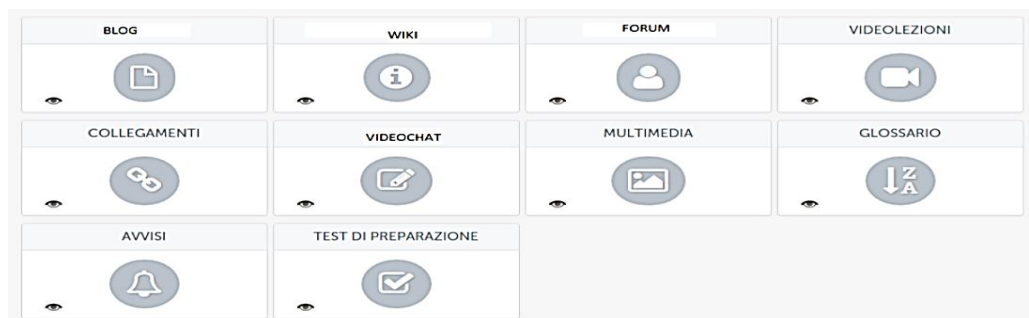 BLOG
WIKI
FORUM
VIDEOLEZIONI
COLLEGAMENTI
VIDEOCHAT
MULTIMEDIA
GLOSSARIO
AVVISI
TEST DI PREPARAZIONE